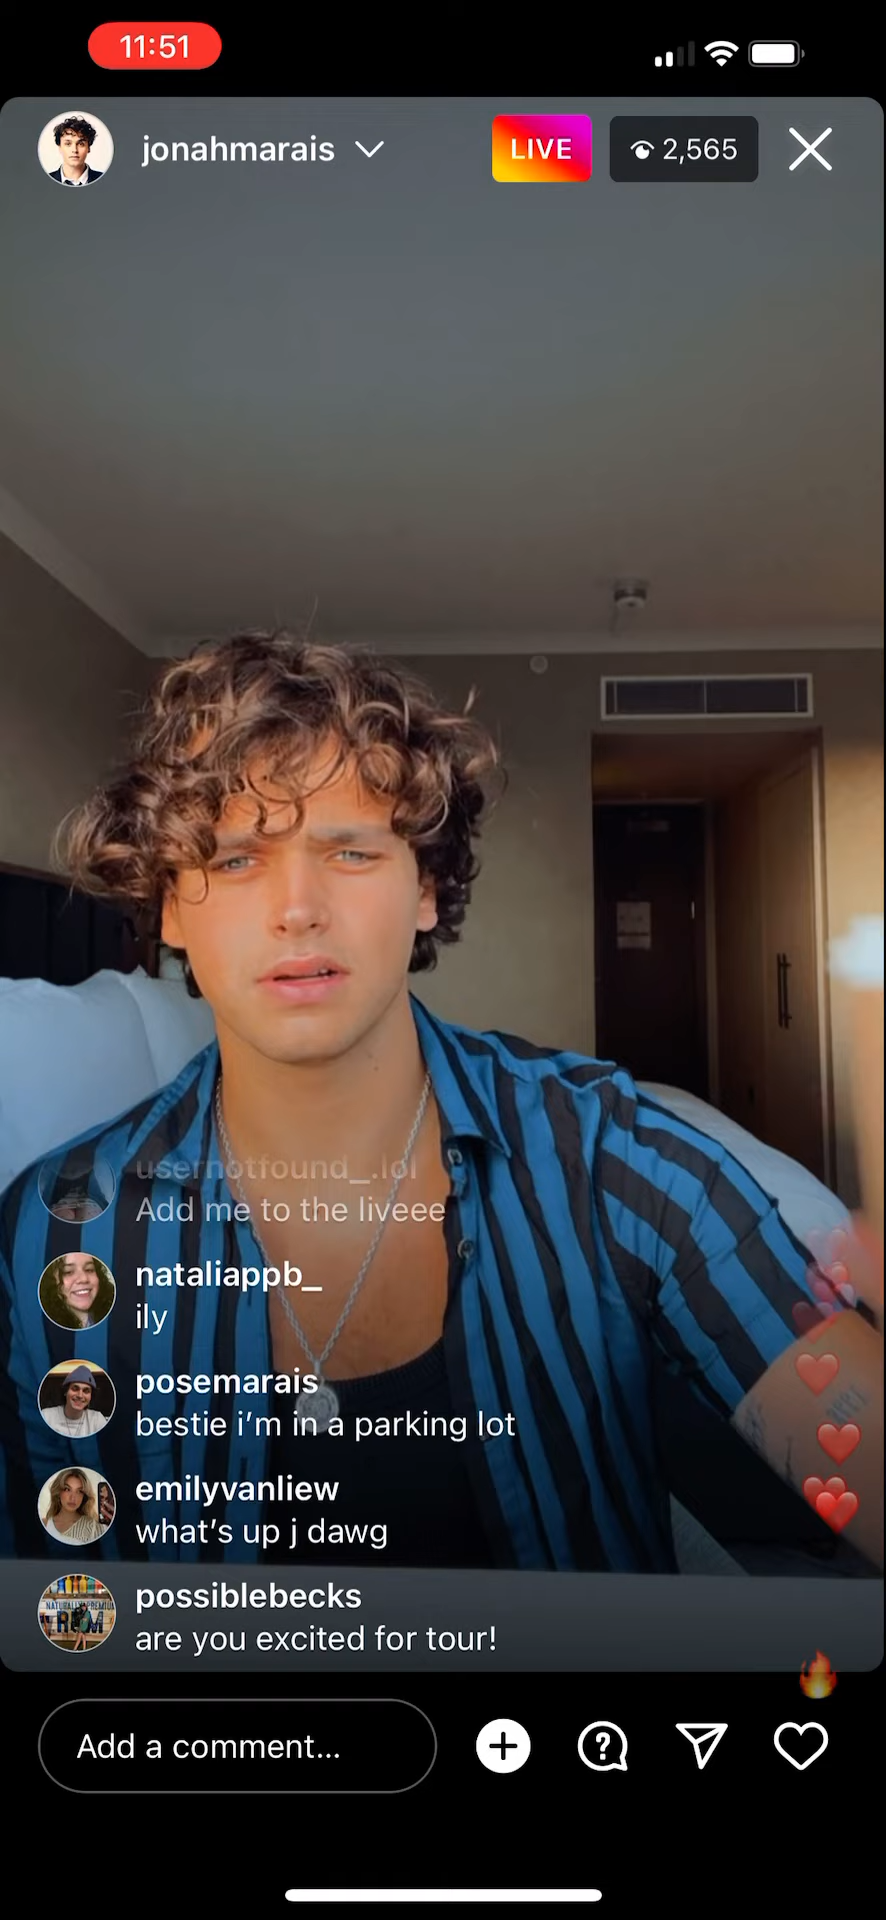 11:51
jonahmarais
LIVE
2,565
usernotfound_.lol
Add me to the liveee
nataliappb_
ily
posemarais
bestie i’m in a parking lot
emilyvanliew
what’s up j dawg
possiblebecks
are you excited for tour!
Add a comment...